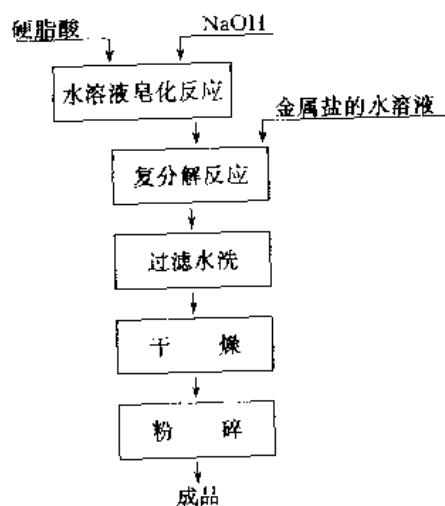 硬脂酸
NaOH
水溶液皂化反应
金属盐的水溶液
复分解反应
过滤水洗
干 燥
粉 碎
成品